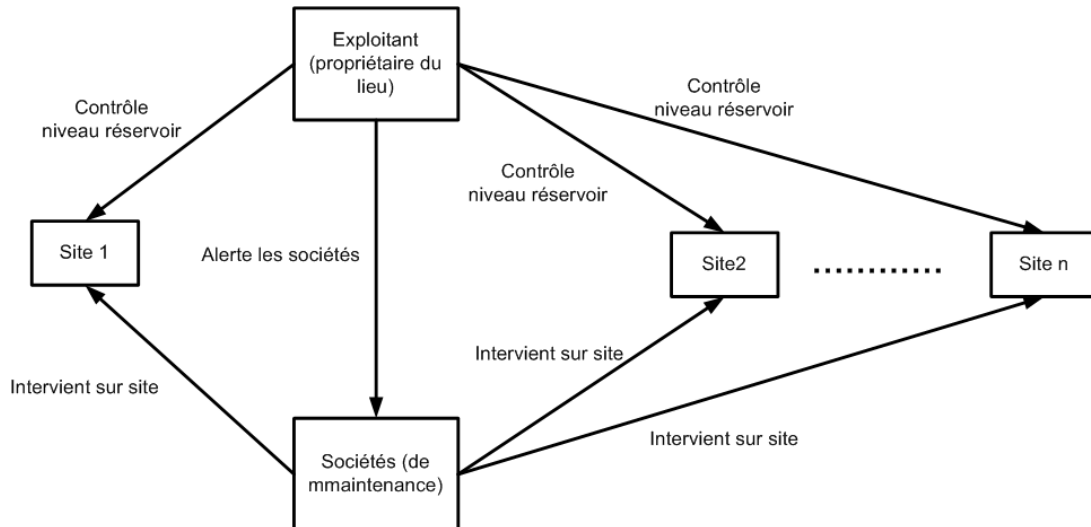 Exploitant
(propriétaire du
lieu)
Contrôle
niveau réservoir
Contrôle
niveau réservoir
Contrôle
niveau réservoir
Site 1
Alerte les sociétés
Site2
Site n
Intervient sur site
Intervient sur site
Intervient sur site
Sociétés (de
mmaintenance)